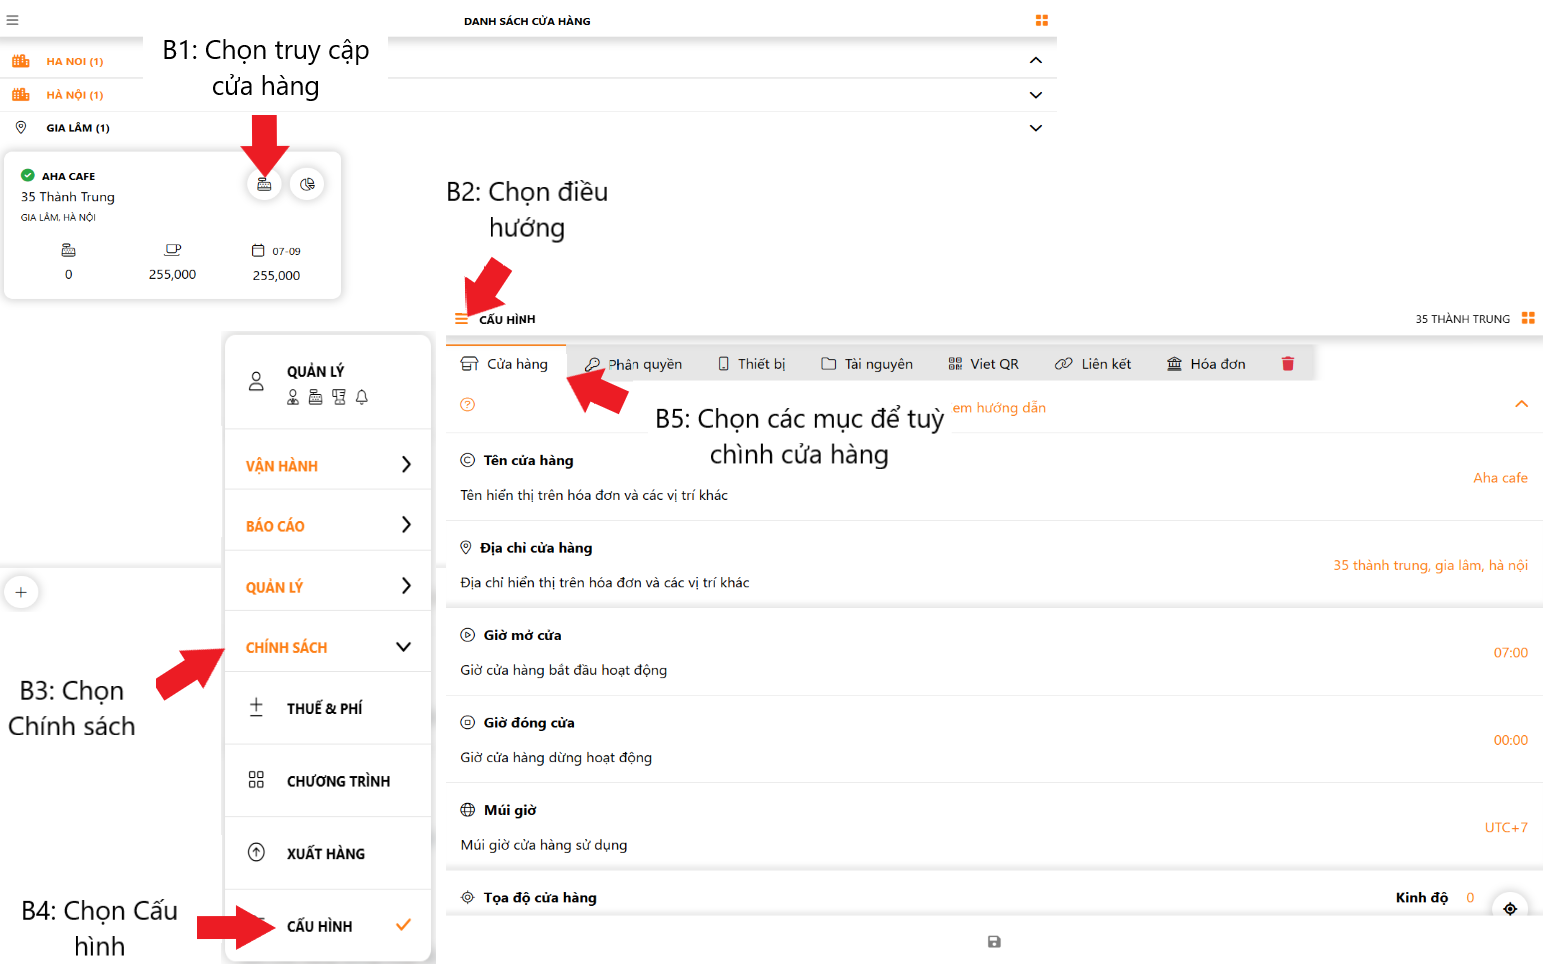 DANH SÁCH CỬA HÀNG
HA NOI (1)
HÀ NỘI (1)
GIA LÂM (1)
B1: Chọn truy cập
cửa hàng
AHA CAFE
35 Thành Trung
GIA LÂM, HÀ NỘI
07-09
0
255,000
255,000
B2: Chọn điều
hướng
CẤU HÌNH
35 THÀNH TRUNG
Cửa hàng
Phân quyền
Thiết bị
Tài nguyên
Viet QR
Liên kết
Hóa đơn
em hướng dẫn
B5: Chọn các mục để tuỳ
chình cửa hàng
Tên cửa hàng
Tên hiển thị trên hóa đơn và các vị trí khác
Aha cafe
Địa chỉ cửa hàng
Địa chỉ hiển thị trên hóa đơn và các vị trí khác
35 thành trung, gia lâm, hà nội
Giờ mở cửa
Giờ cửa hàng bắt đầu hoạt động
07:00
Giờ đóng cửa
Giờ cửa hàng dừng hoạt động
00:00
Múi giờ
Múi giờ cửa hàng sử dụng
UTC+7
Tọa độ cửa hàng
Kinh độ 0
QUẢN LÝ
VẬN HÀNH
BÁO CÁO
QUẢN LÝ
CHÍNH SÁCH
THUẾ & PHÍ
CHƯƠNG TRÌNH
XUẤT HÀNG
CẤU HÌNH
B3: Chọn
Chính sách
B4: Chọn Cấu
hình